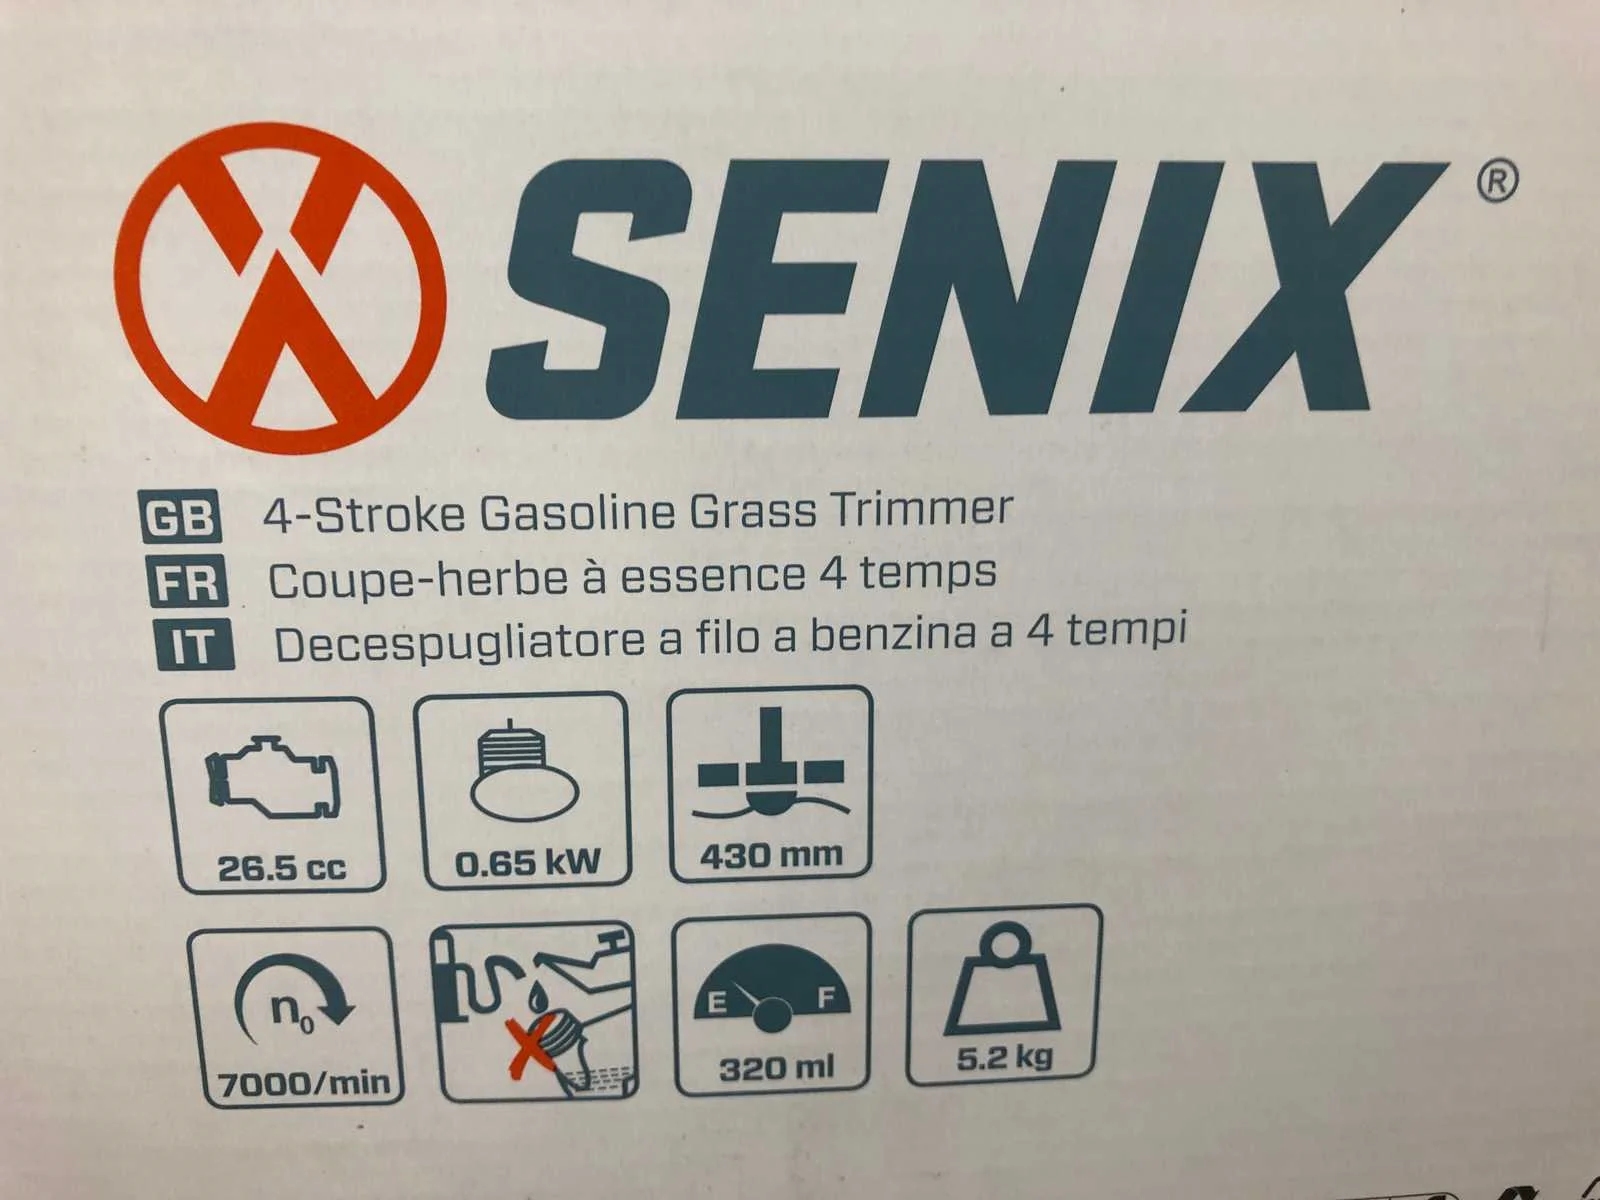 SENIX ®
GB 4-Stroke Gasoline Grass Trimmer
FR Coupe-herbe à essence 4 temps
IT Decespugliatore a filo a benzina a 4 tempi
26.5 cc 0.65 kW 430 mm
n₀ E F
7000/min 320 ml 5.2 kg